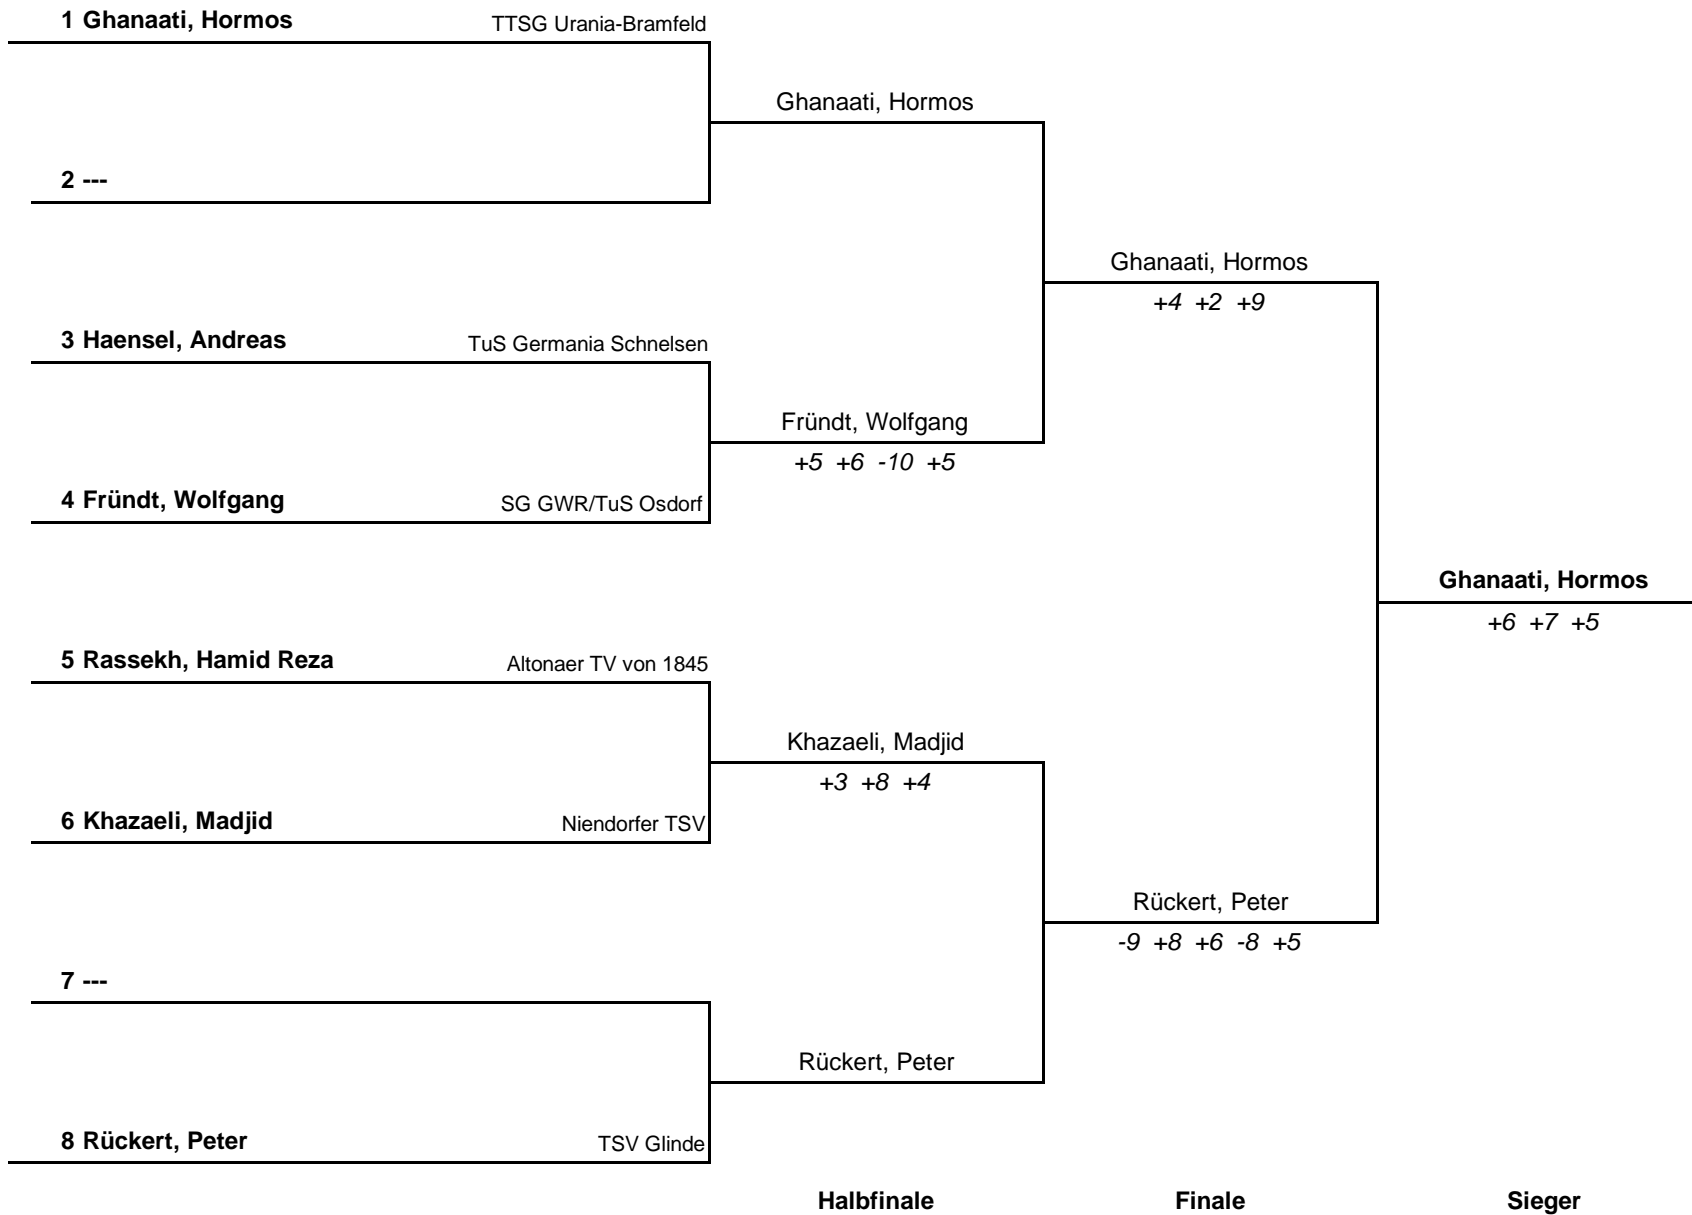 1 Ghanaati, Hormos TTSG Urania-Bramfeld
Ghanaati, Hormos
2 ---
Ghanaati, Hormos
+4 +2 +9
3 Haensel, Andreas TuS Germania Schnelsen
Fründt, Wolfgang
+5 +6 -10 +5
4 Fründt, Wolfgang SG GWR/TuS Osdorf
Ghanaati, Hormos
+6 +7 +5
5 Rassekh, Hamid Reza Altonaer TV von 1845
Khazaeli, Madjid
+3 +8 +4
6 Khazaeli, Madjid Niendorfer TSV
Rückert, Peter
-9 +8 +6 -8 +5
7 ---
Rückert, Peter
8 Rückert, Peter TSV Glinde
Halbfinale Finale Sieger